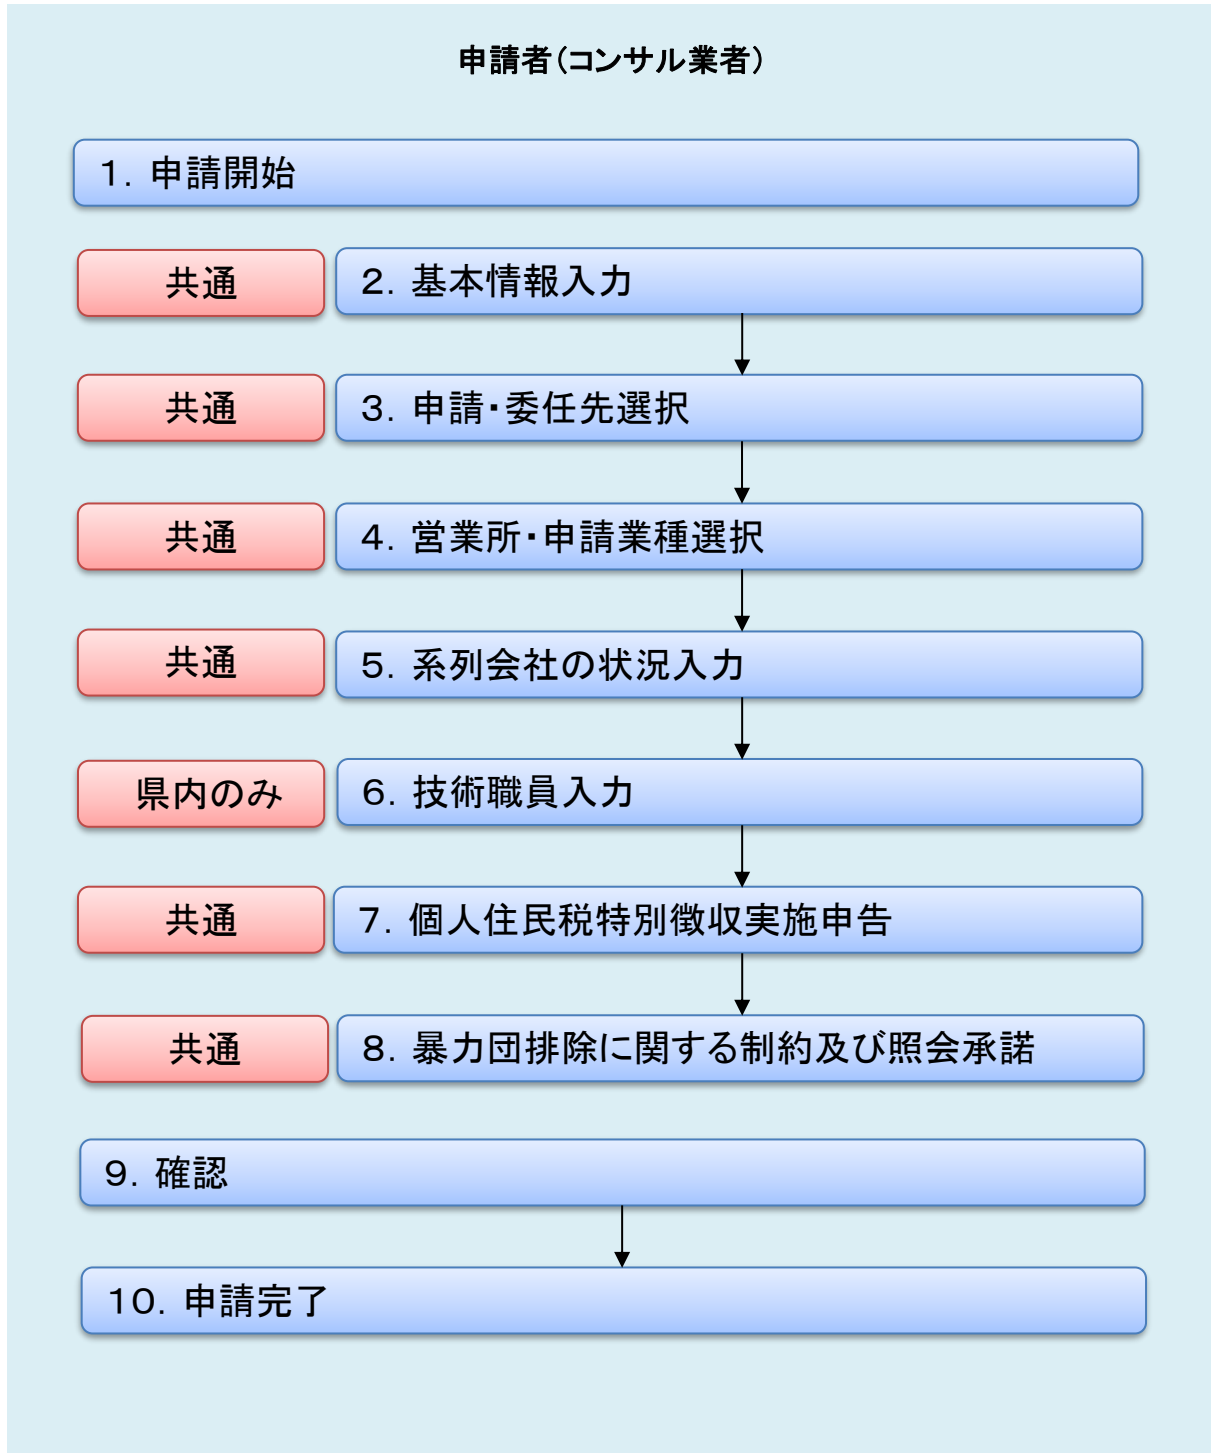 申請者（コンサル業者）
１．申請開始
共通
２．基本情報入力
共通
３．申請・委任先選択
共通
４．営業所・申請業種選択
共通
５．系列会社の状況入力
県内のみ
６．技術職員入力
共通
７．個人住民税特別徴収実施申告
共通
８．暴力団排除に関する制約及び照会承諾
９．確認
１０．申請完了